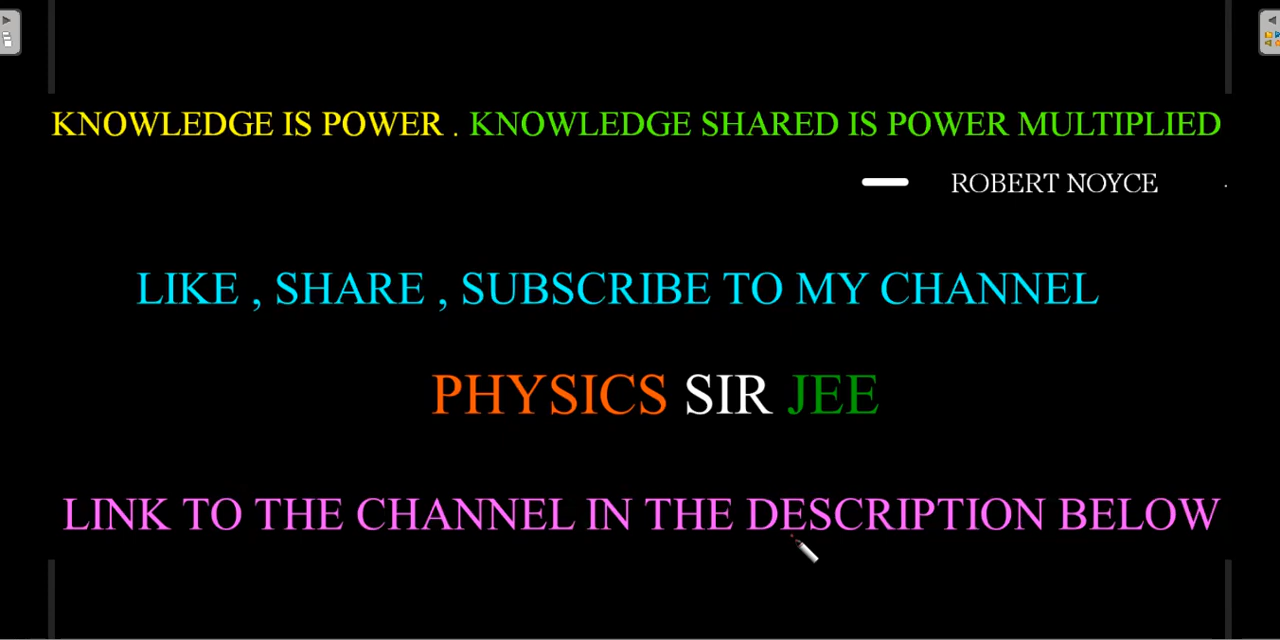 KNOWLEDGE IS POWER . KNOWLEDGE SHARED IS POWER MULTIPLIED
— ROBERT NOYCE .
LIKE , SHARE , SUBSCRIBE TO MY CHANNEL
PHYSICS SIR JEE
LINK TO THE CHANNEL IN THE DESCRIPTION BELOW